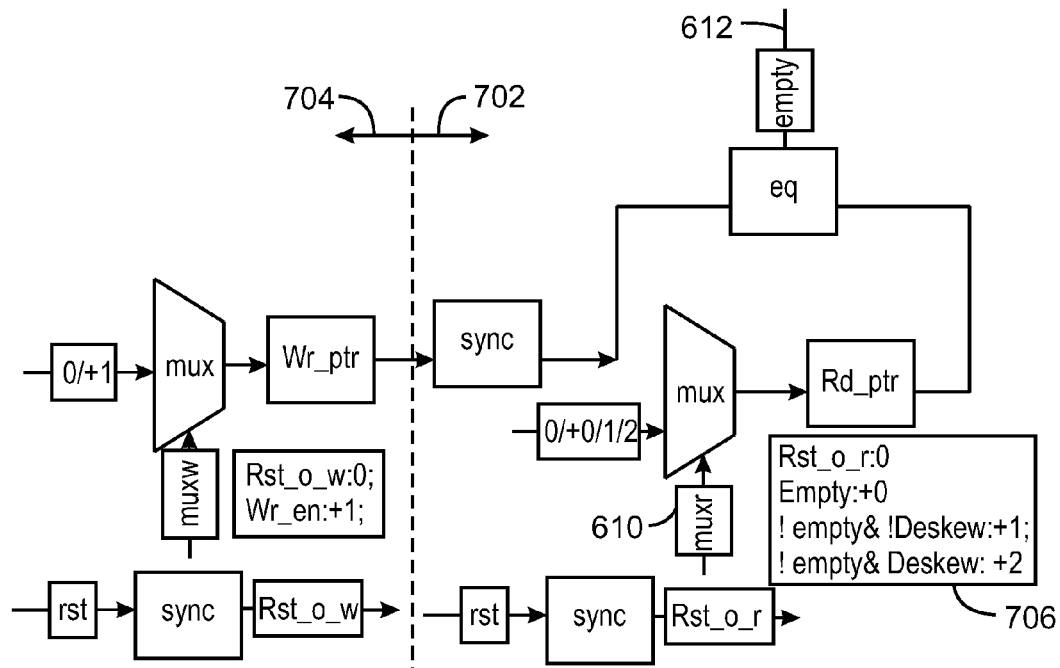 612
empty
704
702
eq
0/+1
mux
Wr_ptr
sync
mux
Rd_ptr
0/+0/1/2
muxw
Rst_o_w:0;
Wr_en:+1;
610
muxr
Rst_o_r:0
Empty:+0
! empty& !Deskew:+1;
! empty& Deskew: +2
706
rst
sync
Rst_o_w
rst
sync
Rst_o_r